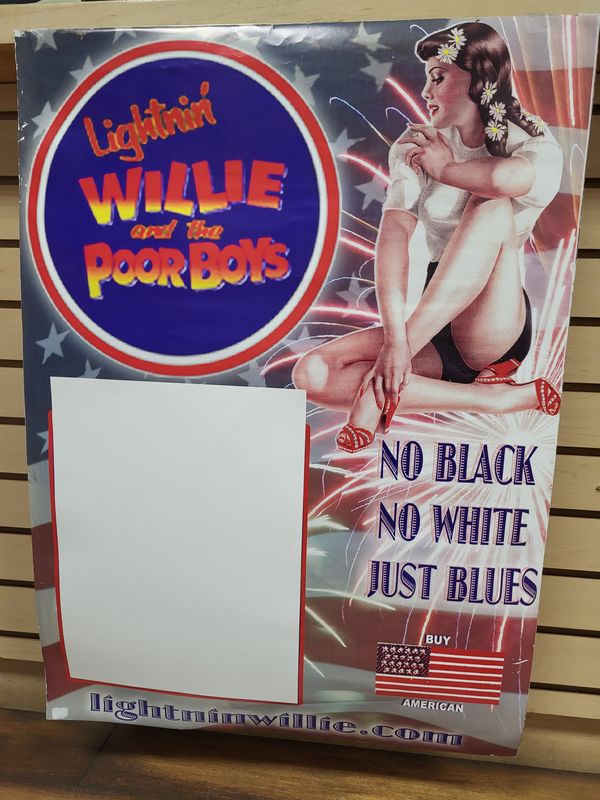 Lightnin'
WILLIE
and the
POOR BOYS
NO BLACK
NO WHITE
JUST BLUES
BUY
AMERICAN
lightninwillie.com